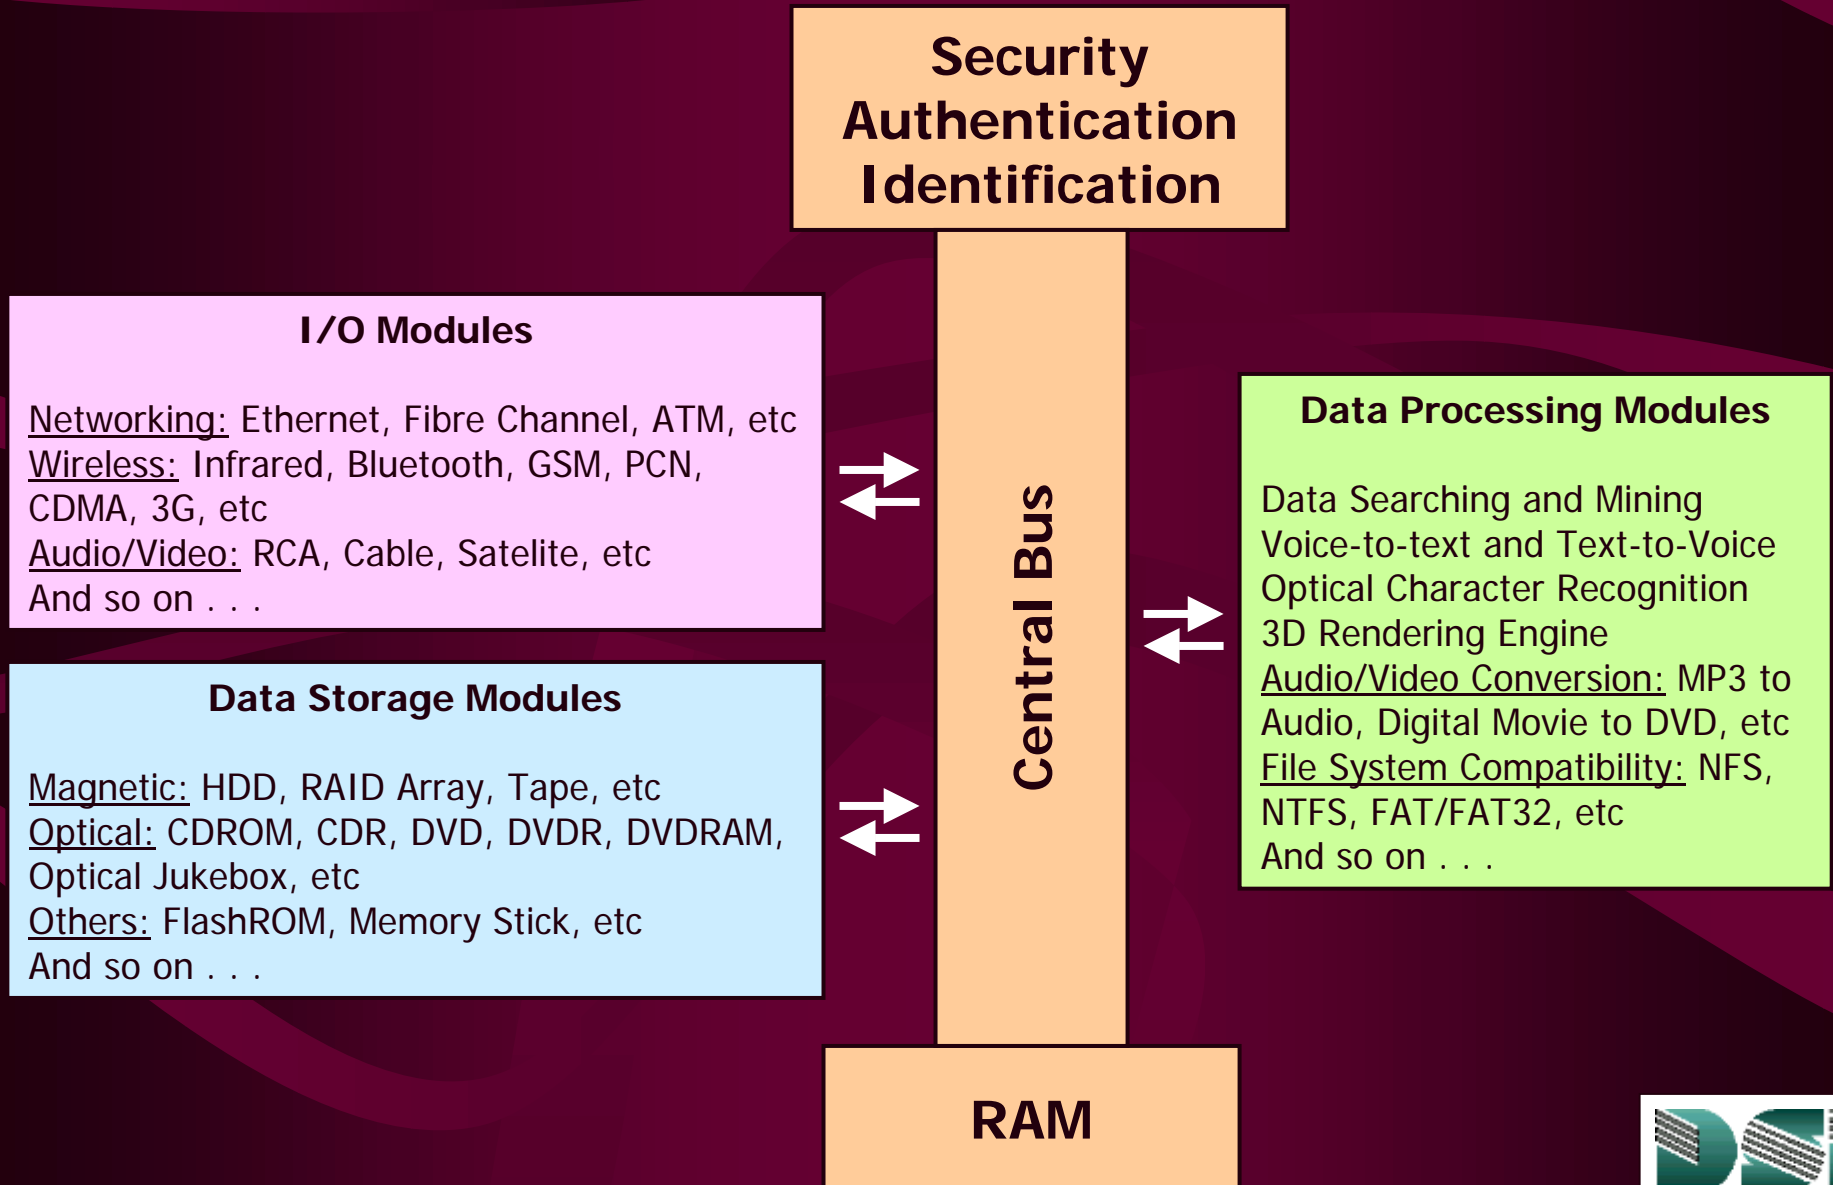 Security
Authentication
Identification
I/O Modules
Networking: Ethernet, Fibre Channel, ATM, etc
Wireless: Infrared, Bluetooth, GSM, PCN,
CDMA, 3G, etc
Audio/Video: RCA, Cable, Satelite, etc
And so on . . .
Data Storage Modules
Magnetic: HDD, RAID Array, Tape, etc
Optical: CDROM, CDR, DVD, DVDR, DVDRAM,
Optical Jukebox, etc
Others: FlashROM, Memory Stick, etc
And so on . . .
Central Bus
Data Processing Modules
Data Searching and Mining
Voice-to-text and Text-to-Voice
Optical Character Recognition
3D Rendering Engine
Audio/Video Conversion: MP3 to
Audio, Digital Movie to DVD, etc
File System Compatibility: NFS,
NTFS, FAT/FAT32, etc
And so on . . .
RAM